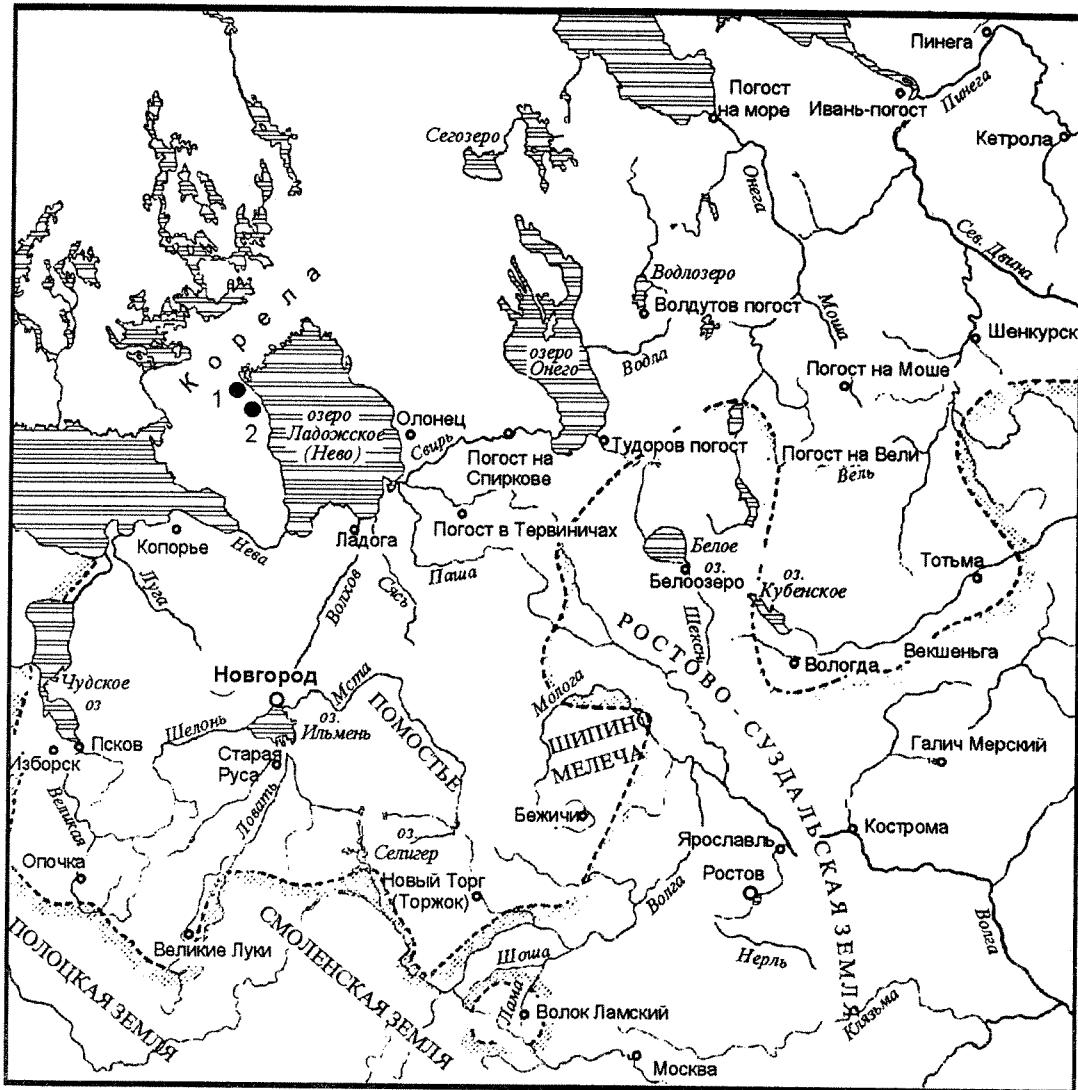 Пинега
Погост
на море
Ивань-погост
Пинега
Кетрола
Сегозеро
Онега
Сев. Двина
Корела
Водлозеро
Волдутов погост
Моша
Шенкурск
озеро
Онего
Водла
Погост на Моше
1
2
озеро
Ладожское
(Нево)
Олонец
Свирь
Погост на
Спиркове
Тудоров погост
Погост на Вели
Вель
Погост в Тервиничах
Копорье
Нева
Ладога
Паша
Белое
оз.
Белоозеро
оз.
Кубенское
Тотьма
Луга
Волхов
Сясь
Шексна
РОСТОВО-СУЗДАЛЬСКАЯ ЗЕМЛЯ
Вологда
Векшеньга
Новгород
Мста
Молога
Чудское
оз
Шелонь
оз.
Ильмень
ПОМОСТЬЕ
ШИПИНО
МЕЛЕЧА
Галич Мерский
Псков
Изборск
Старая
Руса
Великая
Ловать
Бежичи
Кострома
оз.
Селигер
Ярославль
Опочка
Новый Торг
(Торжок)
Волга
Ростов
Волга
Великие Луки
ПОЛОЦКАЯ ЗЕМЛЯ
СМОЛЕНСКАЯ ЗЕМЛЯ
Шоша
Нерль
Лама
Волок Ламский
Клязьма
Москва